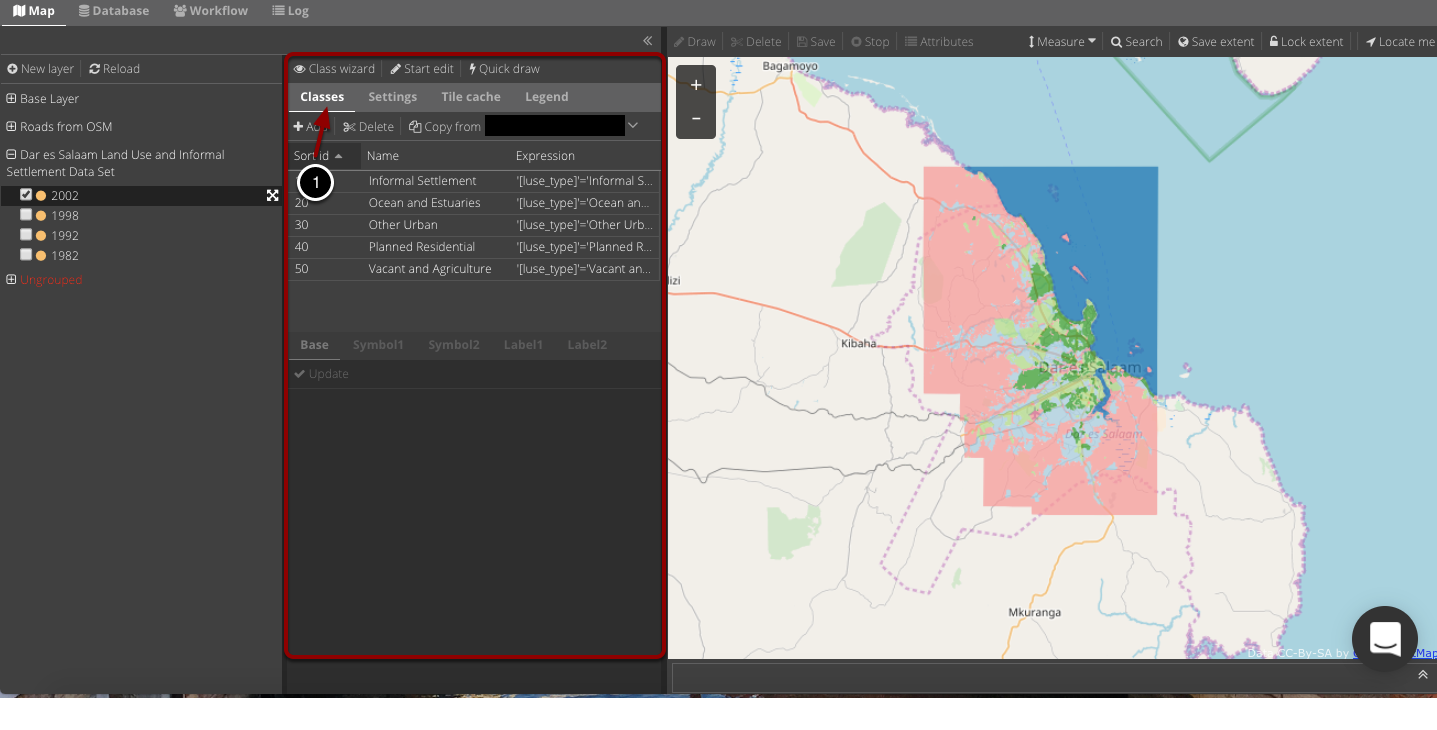 Map Database Workflow Log
Draw Delete Save Stop Attributes Measure Search Save extent Lock extent Locate me
New layer Reload
Base Layer
Roads from OSM
Dar es Salaam Land Use and Informal
Settlement Data Set
2002
1998
1992
1982
Ungrouped
Class wizard Start edit Quick draw
Classes Settings Tile cache Legend
Add Delete Copy from
Sort id Name Expression
1
Informal Settlement '[luse_type]'='Informal S...
20 Ocean and Estuaries '[luse_type]'='Ocean an...
30 Other Urban '[luse_type]'='Other Urb...
40 Planned Residential '[luse_type]'='Planned R...
50 Vacant and Agriculture '[luse_type]'='Vacant an...
Base Symbol1 Symbol2 Label1 Label2
Update
+
-
Bagamoyo
lizi
Kibaha
Dar es Salaam
Dar es Salaam
Mkuranga
CC-By-SA by